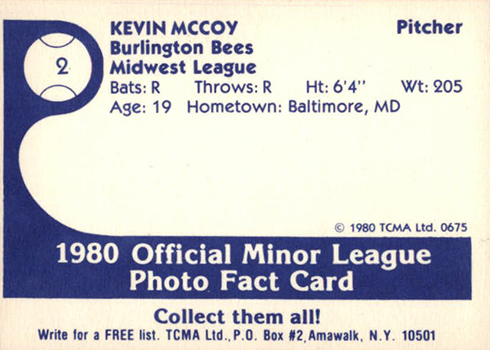 2
KEVIN MCCOY Pitcher
Burlington Bees
Midwest League
Bats: R Throws: R Ht: 6'4" Wt: 205
Age: 19 Hometown: Baltimore, MD
© 1980 TCMA Ltd. 0675
1980 Official Minor League
Photo Fact Card
Collect them all!
Write for a FREE list. TCMA Ltd., P.O. Box #2, Amawalk, N.Y. 10501